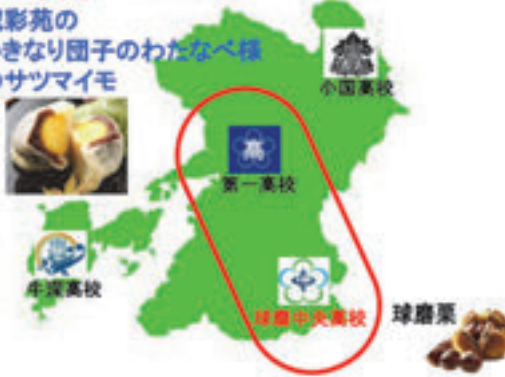 彩苑の
きなり団子のわたなべ様
のサツマイモ
小国高校
高
第一高校
牛深高校
球磨中央高校
球磨栗